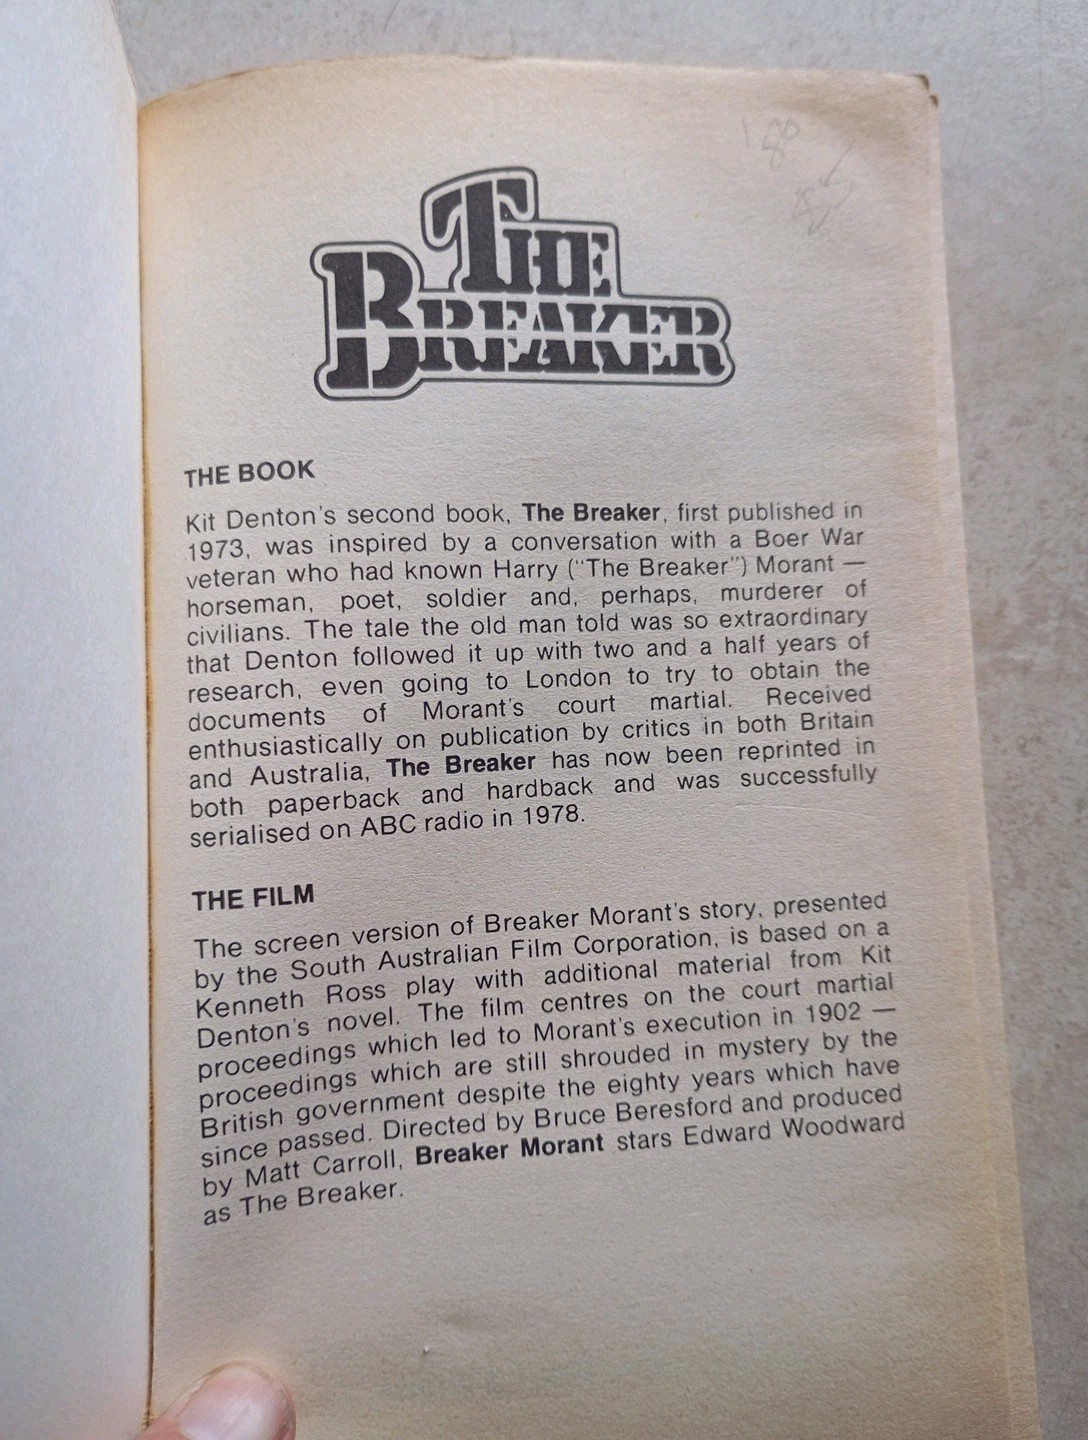 THE
BREAKER
THE BOOK
Kit Denton's second book, The Breaker, first published in
1973, was inspired by a conversation with a Boer War
veteran who had known Harry ("The Breaker") Morant —
horseman, poet, soldier and, perhaps, murderer of
civilians. The tale the old man told was so extraordinary
that Denton followed it up with two and a half years of
research, even going to London to try to obtain the
documents of Morant's court martial. Received
enthusiastically on publication by critics in both Britain
and Australia, The Breaker has now been reprinted in
both paperback and hardback and was successfully
serialised on ABC radio in 1978.
THE FILM
The screen version of Breaker Morant's story, presented
by the South Australian Film Corporation, is based on a
Kenneth Ross play with additional material from Kit
Denton's novel. The film centres on the court martial
proceedings which led to Morant's execution in 1902 —
proceedings which are still shrouded in mystery by the
British government despite the eighty years which have
since passed. Directed by Bruce Beresford and produced
by Matt Carroll, Breaker Morant stars Edward Woodward
as The Breaker.